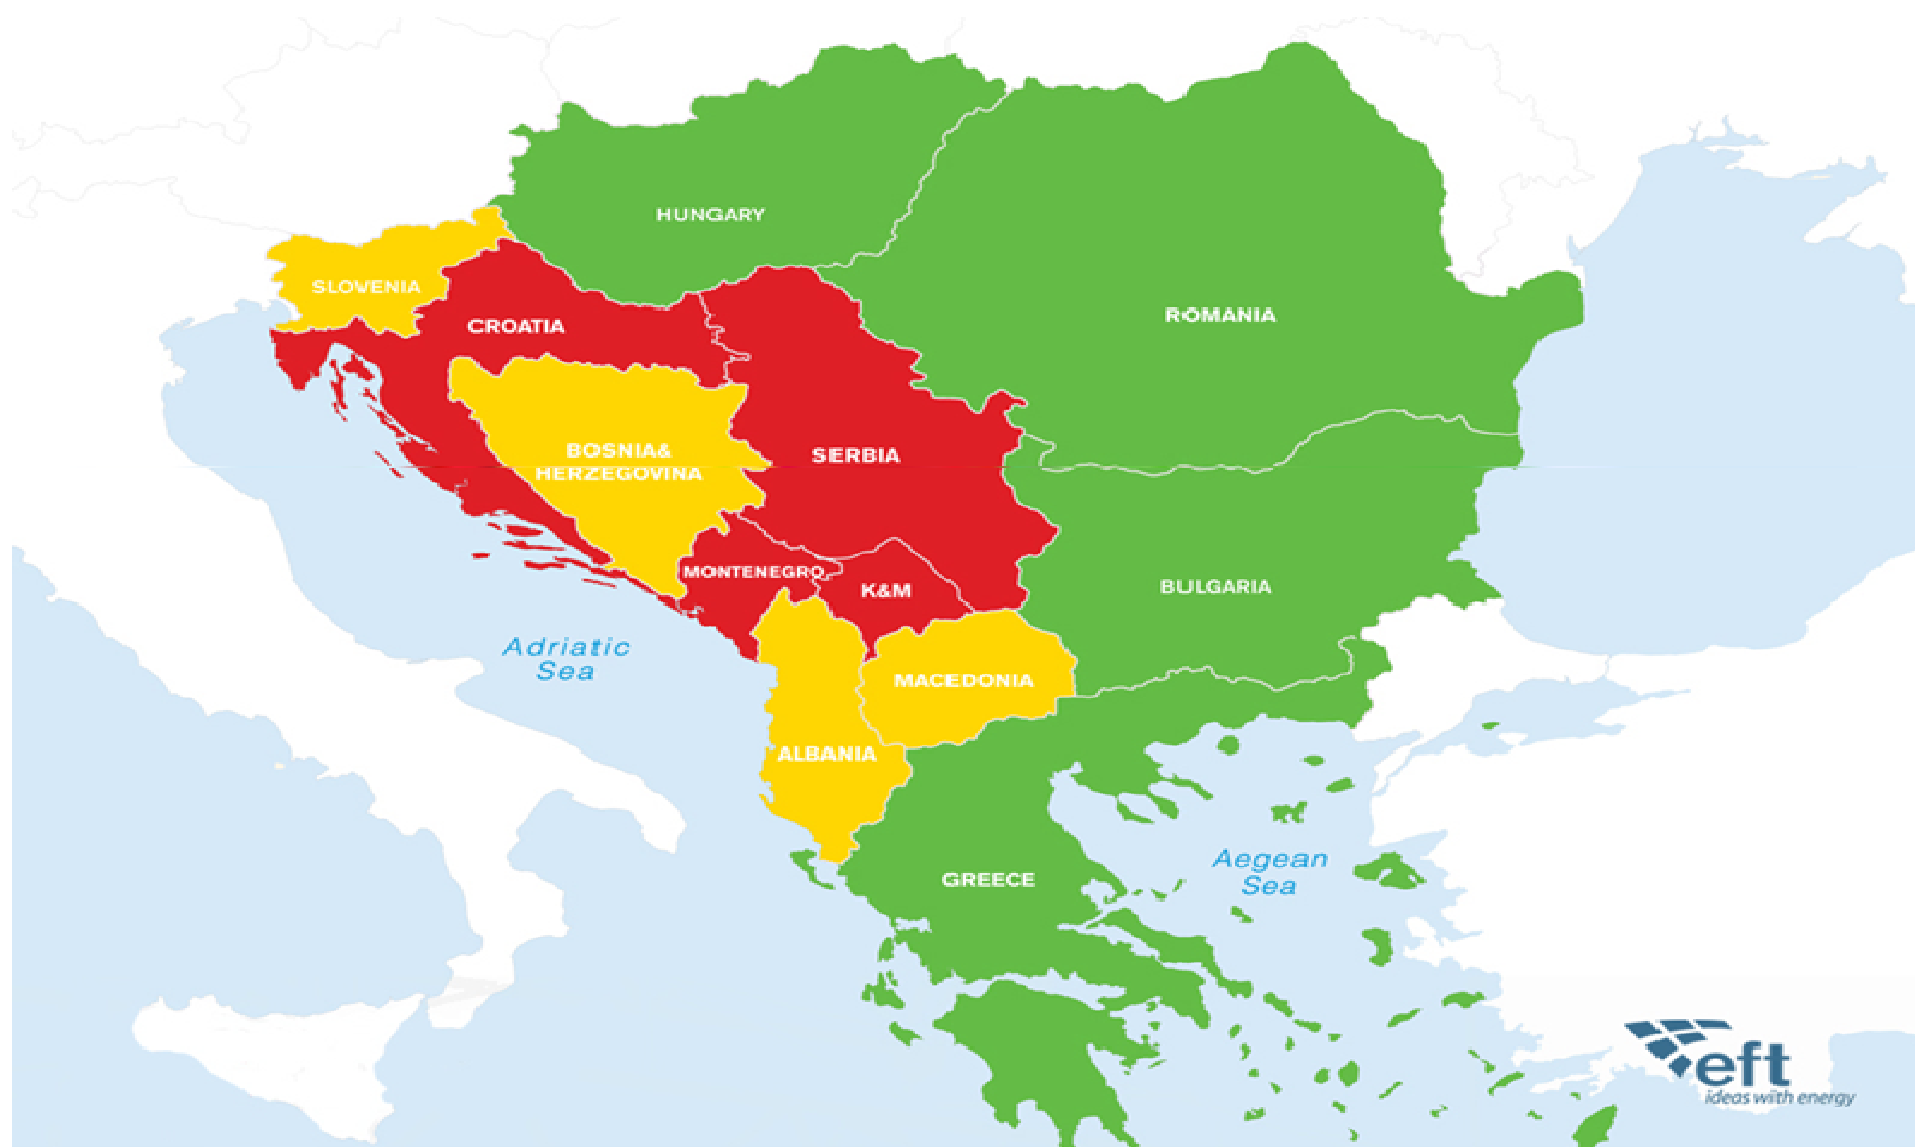 HUNGARY
SLOVENIA
ROMANIA
CROATIA
BOSNIA&
HERZEGOVINA
SERBIA
MONTENEGRO
K&M
BULGARIA
Adriatic
Sea
MACEDONIA
ALBANIA
Aegean
Sea
GREECE
eft
ideas with energy